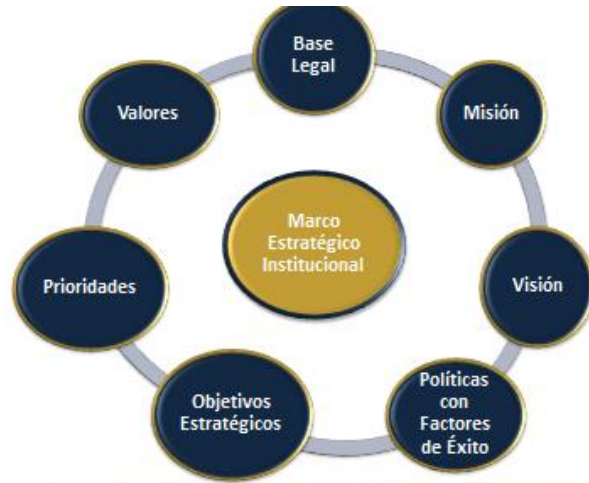 Base
Legal
Misión
Visión
Políticas
con
Factores
de Éxito
Objetivos
Estratégicos
Prioridades
Valores
Marco
Estratégico
Institucional